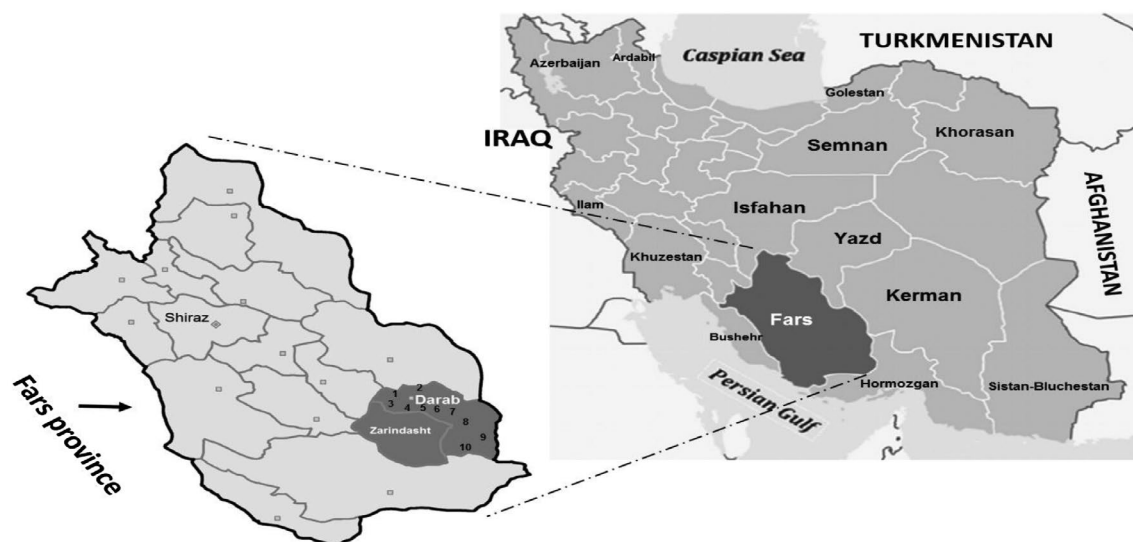 TURKMENISTAN
Caspian Sea
Ardabil
Azerbaijan
Golestan
IRAQ
Khorasan
Semnan
AFGHANISTAN
Ilam
Isfahan
Yazd
Khuzestan
Kerman
Fars
Bushehr
Persian Gulf
Hormozgan
Sistan-Bluchestan
Shiraz
Fars province
2
1
Darab
3 4 5 6 7
8
Zarindasht
9
10